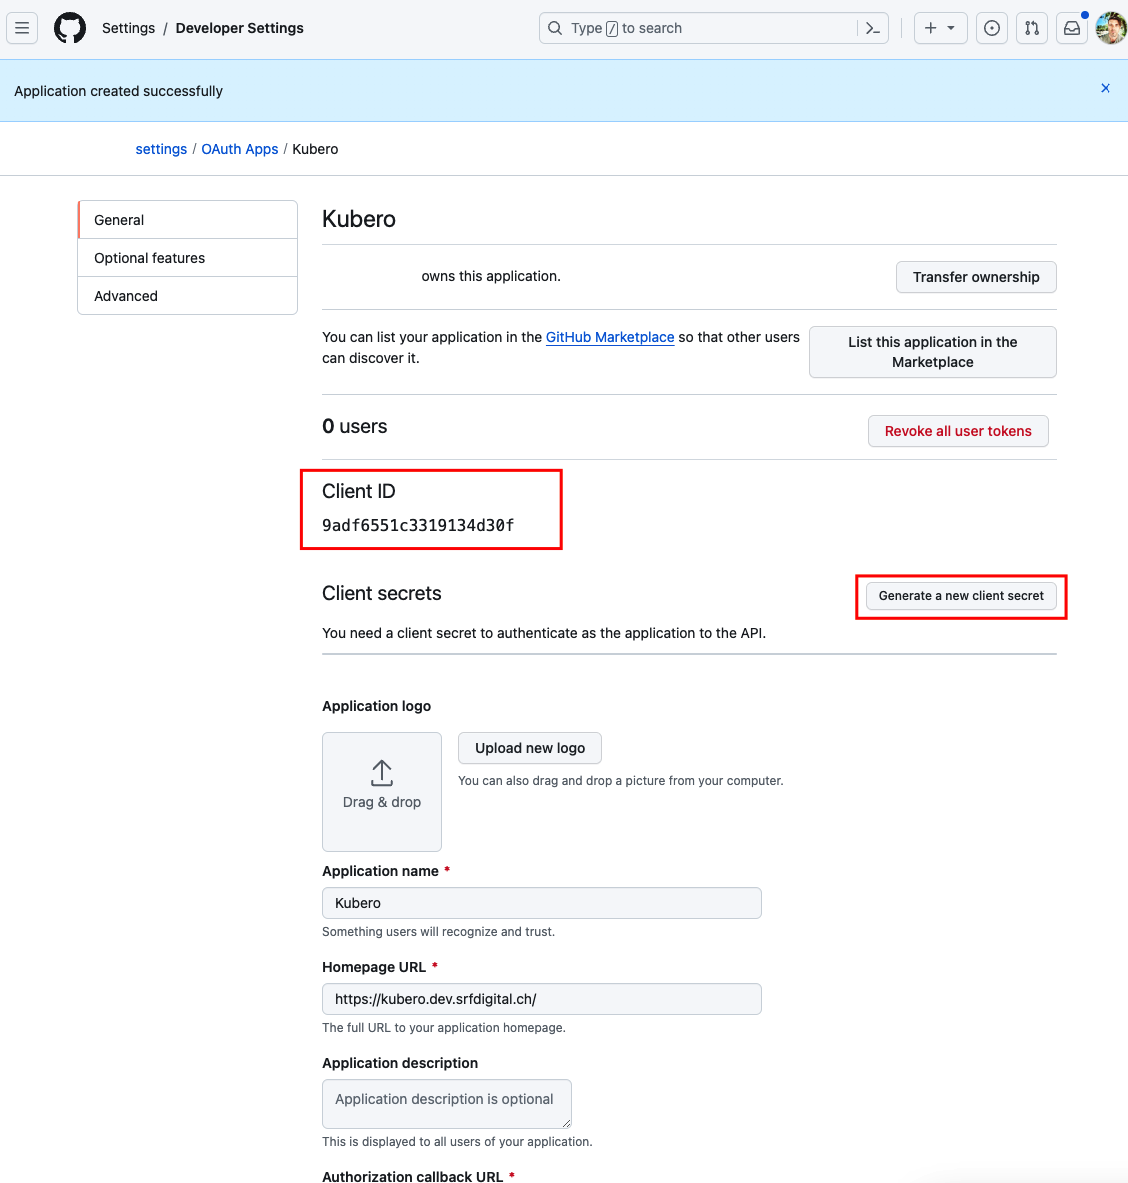 Settings / Developer Settings
Type / to search
Application created successfully
settings / OAuth Apps / Kubero
General
Optional features
Advanced
Kubero
owns this application.
Transfer ownership
You can list your application in the GitHub Marketplace so that other users
can discover it.
List this application in the
Marketplace
0 users
Revoke all user tokens
Client ID
9adf6551c3319134d30f
Client secrets
Generate a new client secret
You need a client secret to authenticate as the application to the API.
Application logo
Drag & drop
Upload new logo
You can also drag and drop a picture from your computer.
Application name *
Kubero
Something users will recognize and trust.
Homepage URL *
https://kubero.dev.srfdigital.ch/
The full URL to your application homepage.
Application description
Application description is optional
This is displayed to all users of your application.
Authorization callback URL *